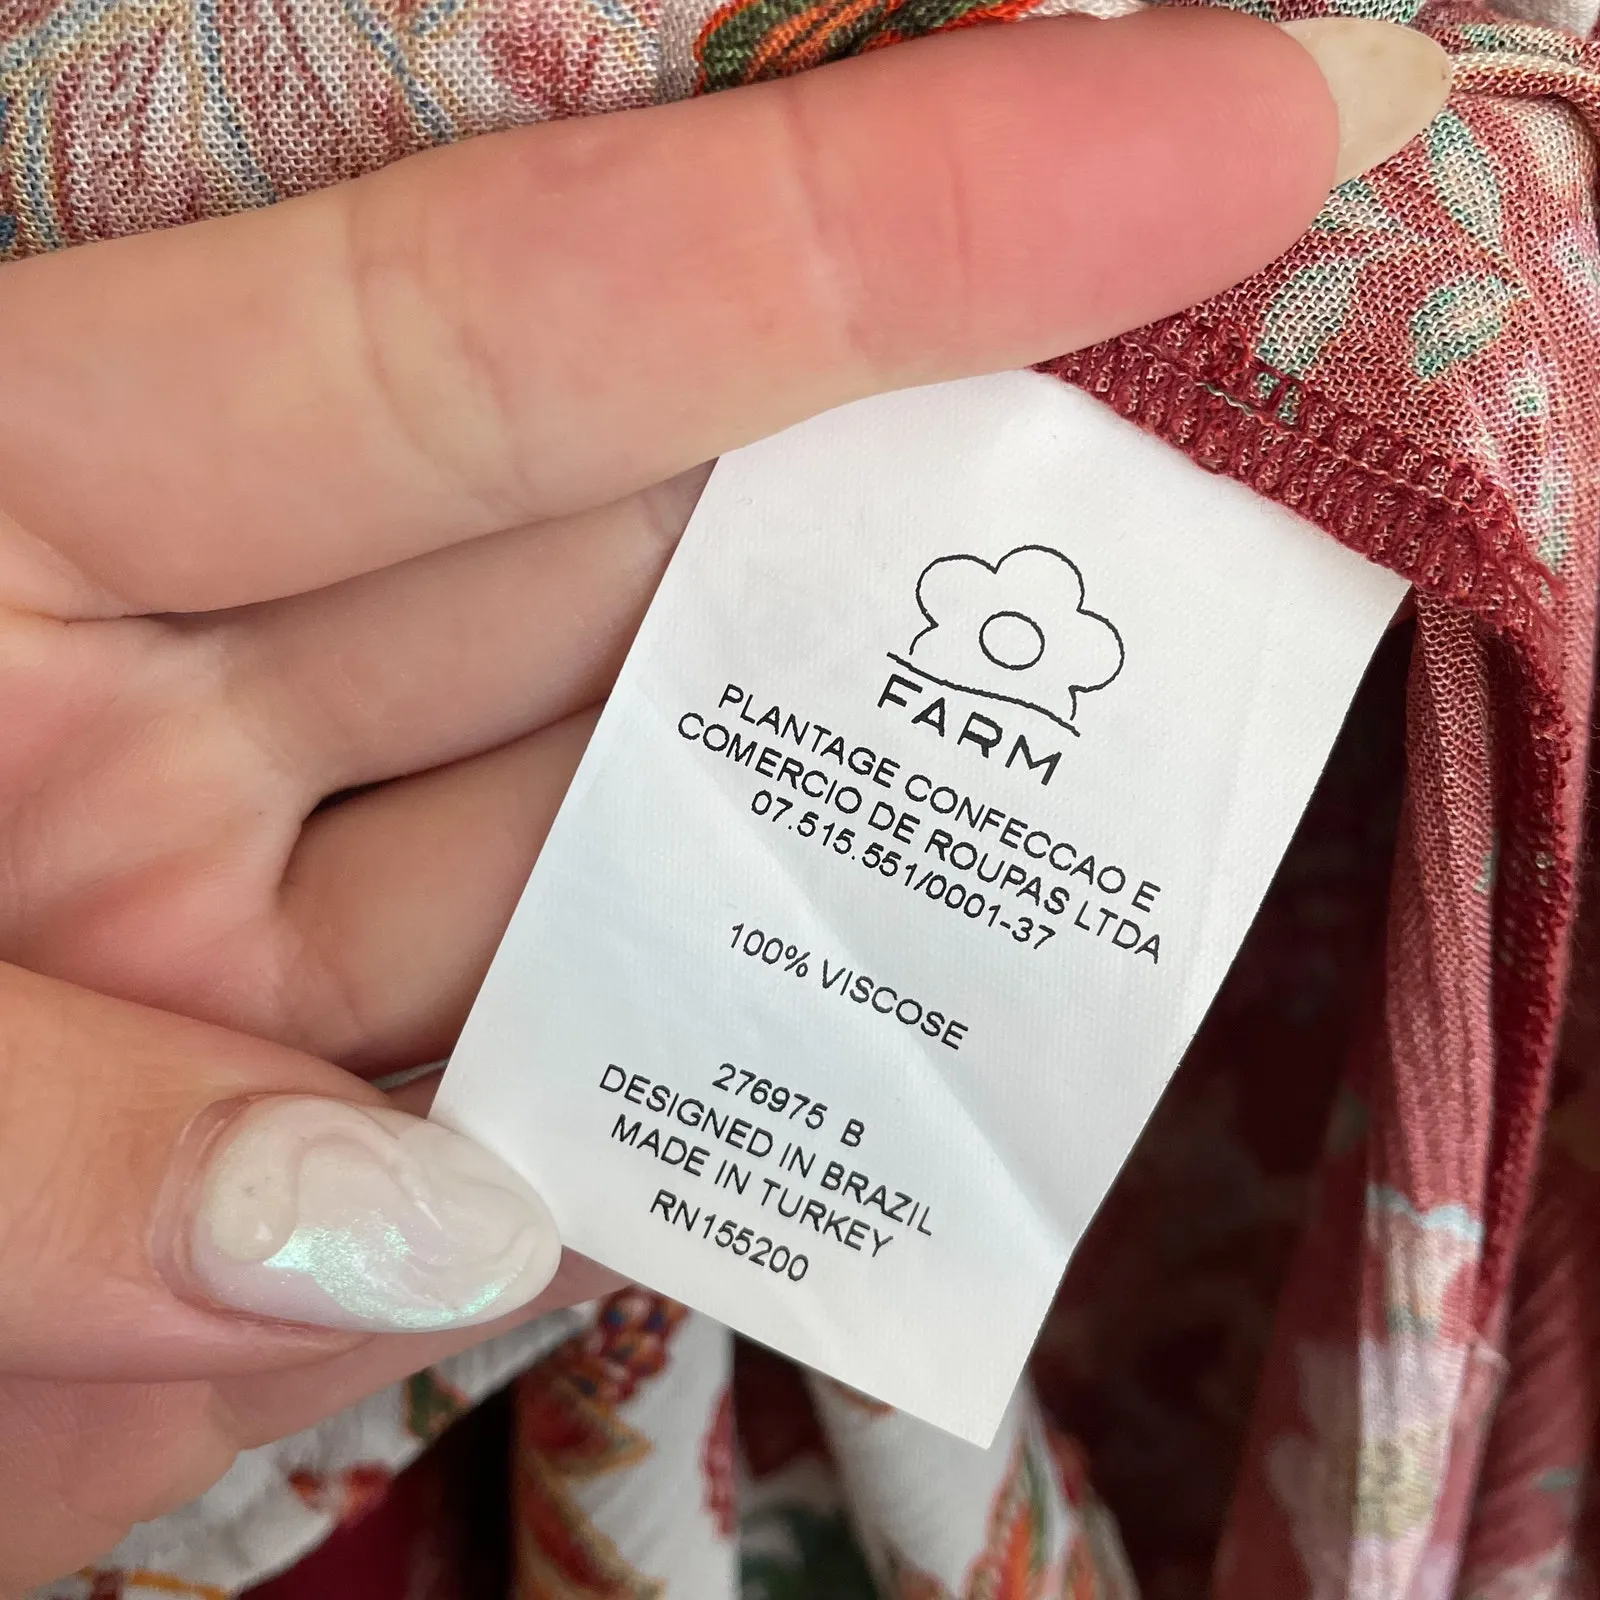 FARM
PLANTAGE CONFECCAO E
COMERCIO DE ROUPAS LTDA
07.515.551/0001-37
100% VISCOSE
276975 B
DESIGNED IN BRAZIL
MADE IN TURKEY
RN155200